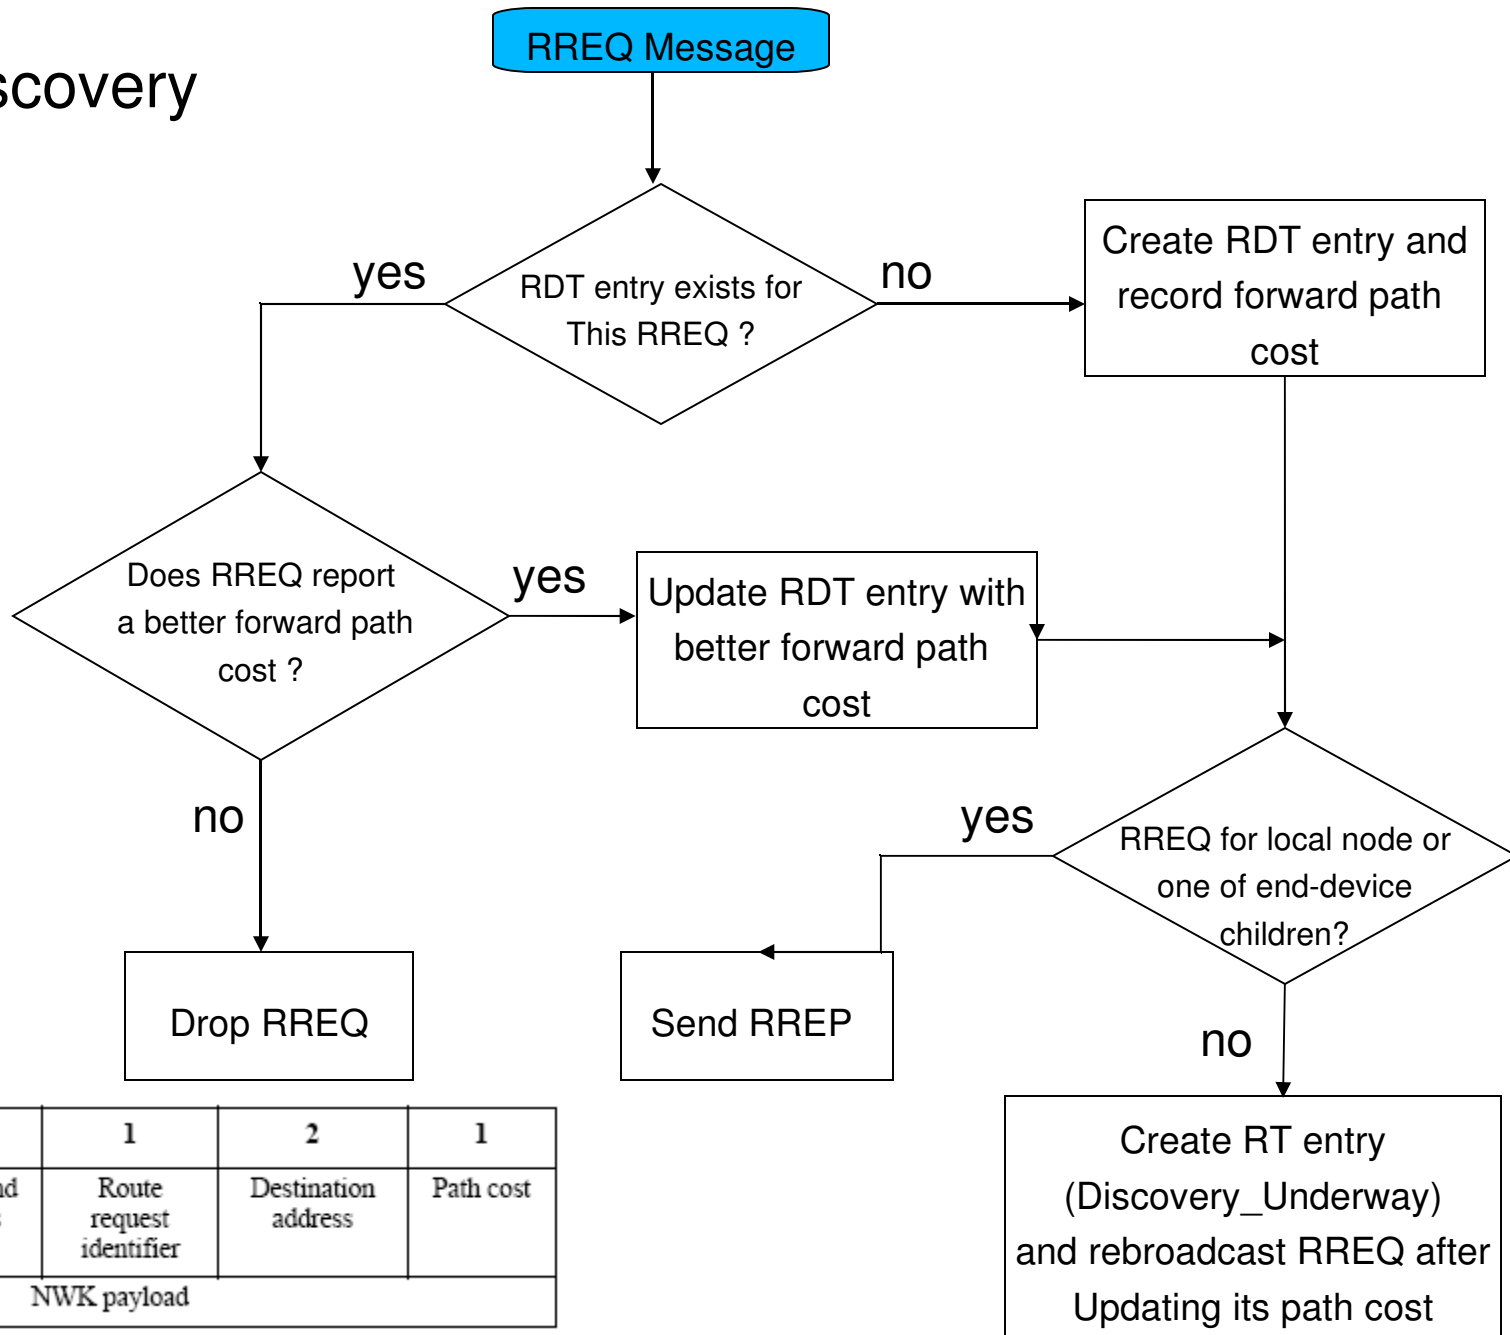 RREQ Message
yes
RDT entry exists for
This RREQ ?
no
Create RDT entry and
record forward path
cost
Does RREQ report
a better forward path
cost ?
yes
Update RDT entry with
better forward path
cost
no
yes
RREQ for local node or
one of end-device
children?
Drop RREQ
Send RREP
no
Create RT entry
(Discovery_Underway)
and rebroadcast RREQ after
Updating its path cost
1
2
1
Route
request
identifier
Destination
address
Path cost
NWK payload